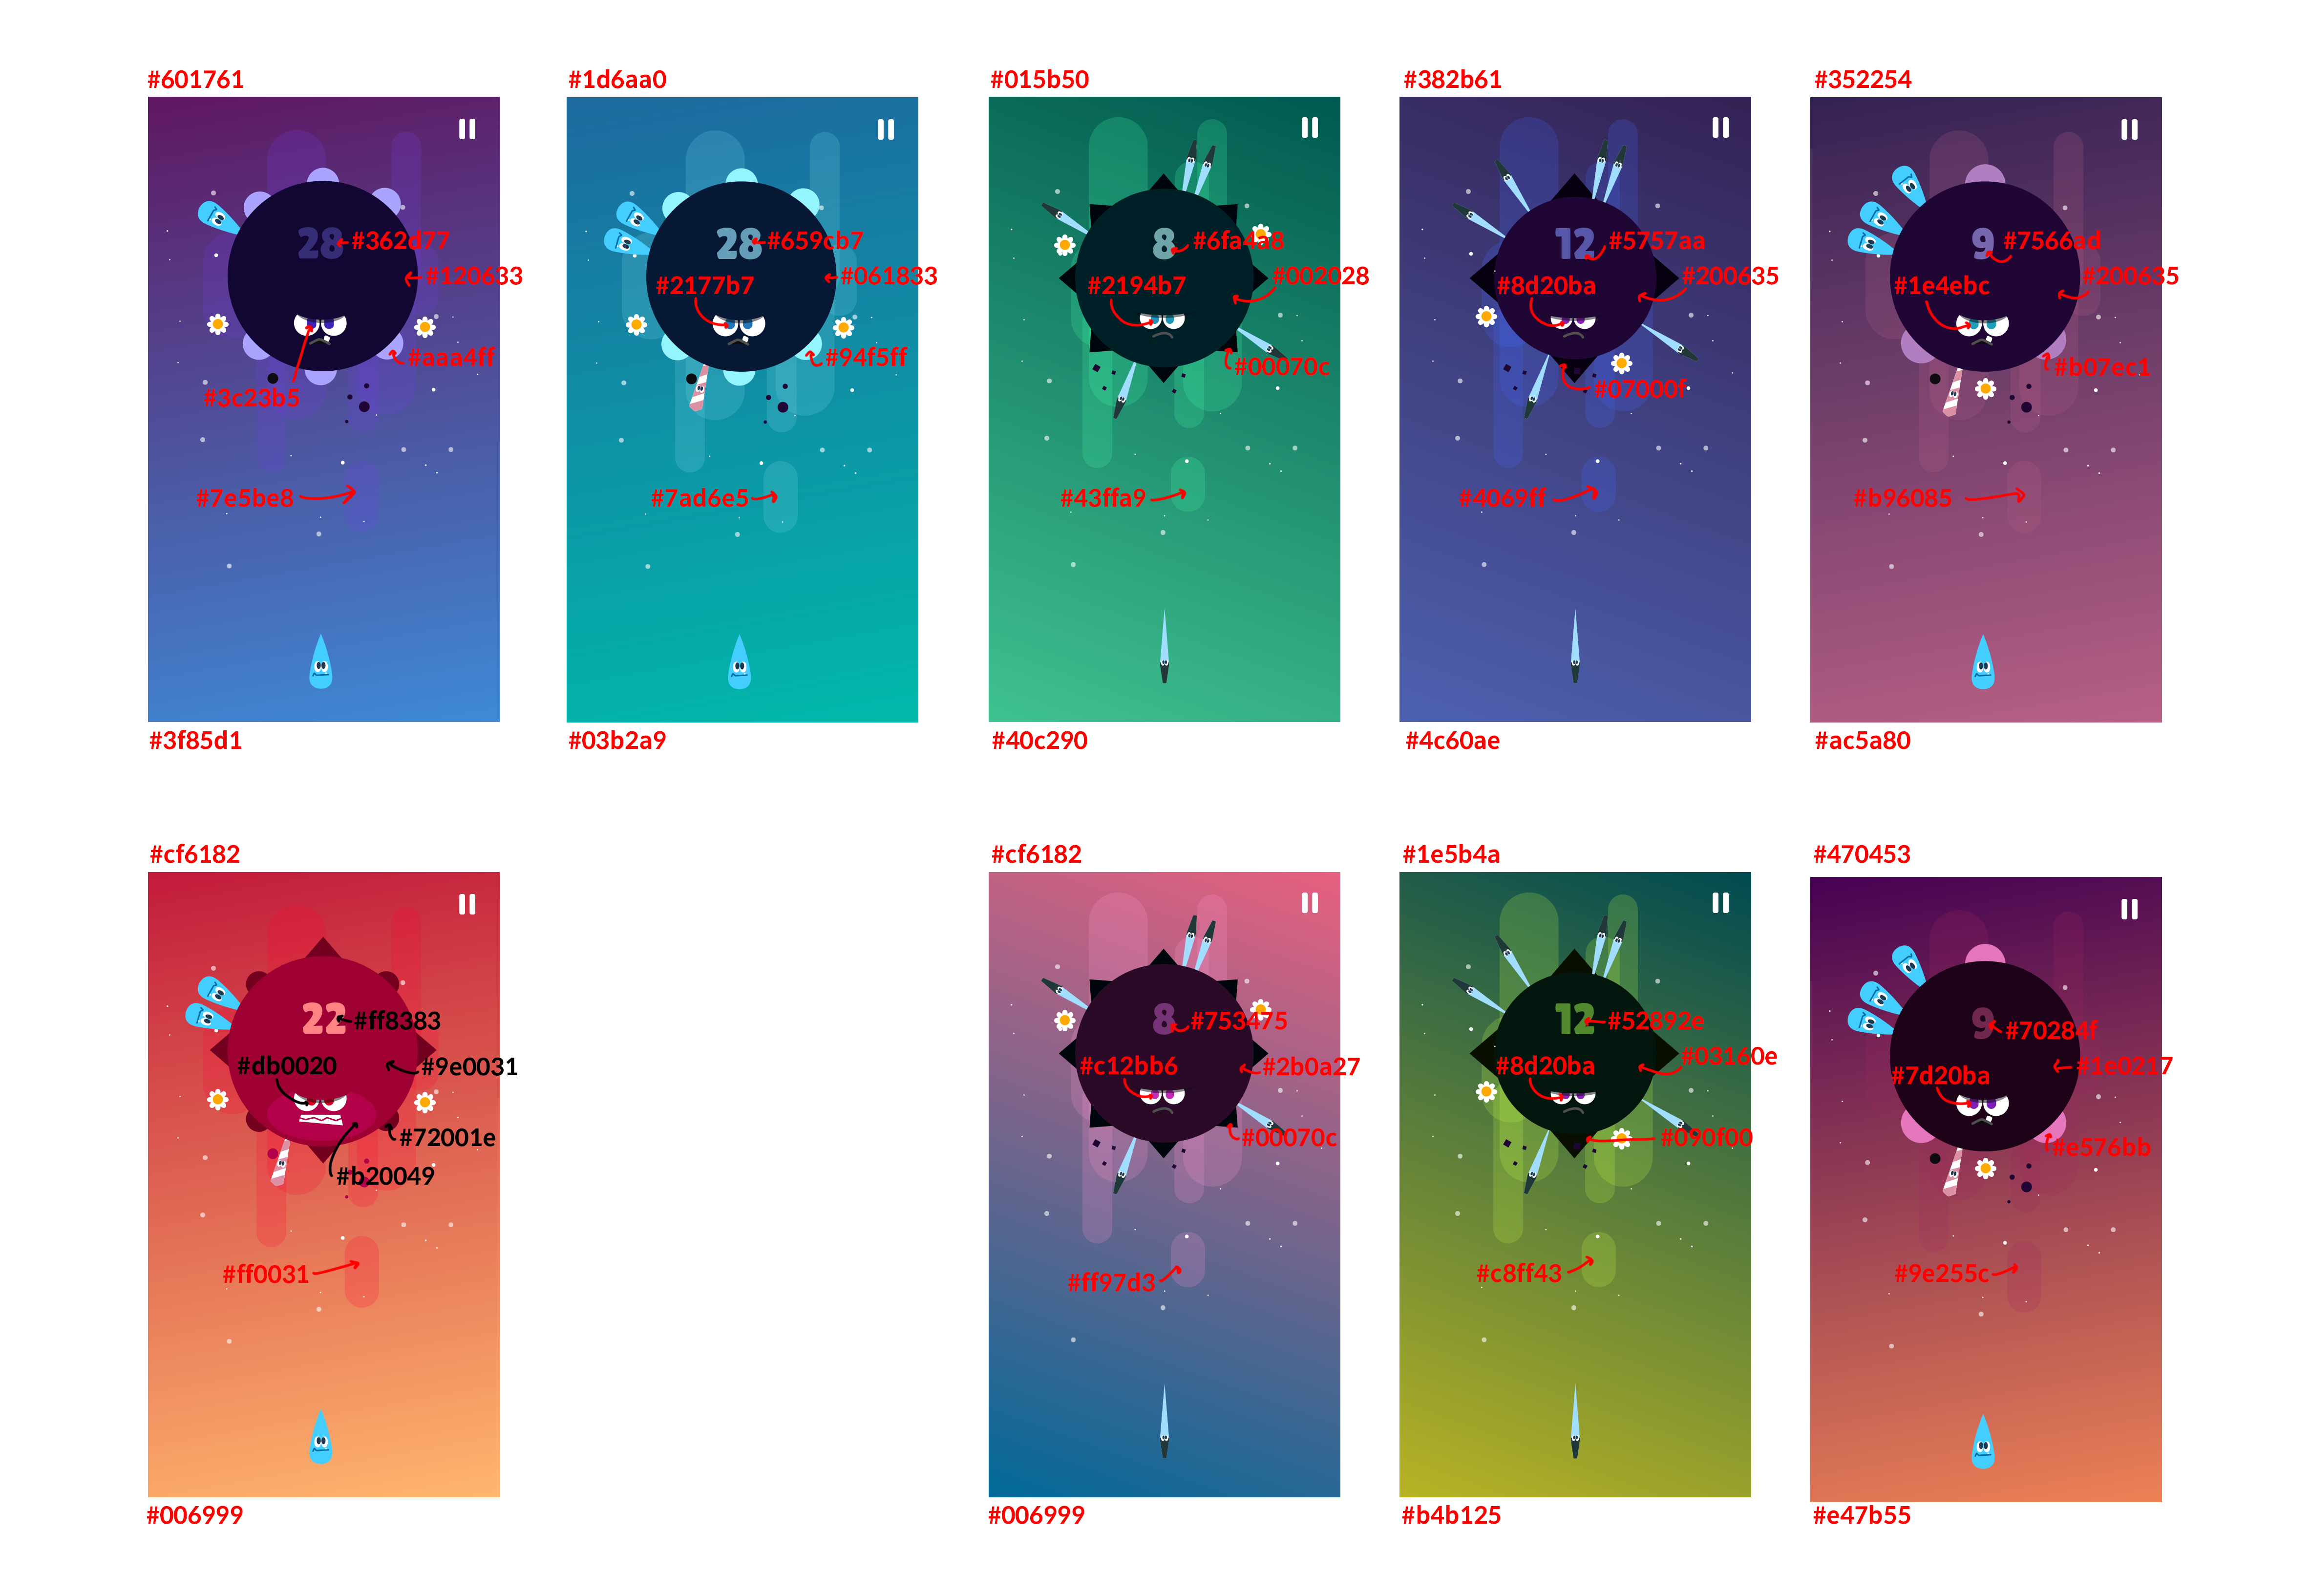 #601761
#1d6aa0
#015b50
#382b61
#352254
28
#362d77
#120633
#aaa4ff
#3c23b5
#7e5be8
28
#659cb7
#2177b7
#061833
#94f5ff
#7ad6e5
8
#6fa4a8
#2194b7
#002028
#00070c
#43ffa9
12
#5757aa
#8d20ba
#200635
#07000f
#4069ff
9
#7566ad
#1e4ebc
#200635
#b07ec1
#b96085
#3f85d1
#03b2a9
#40c290
#4c60ae
#ac5a80
#cf6182
#cf6182
#1e5b4a
#470453
22
#ff8383
#db0020
#9e0031
#72001e
#b20049
#ff0031
8
#753475
#c12bb6
#2b0a27
#00070c
#ff97d3
12
#52892e
#8d20ba
#03160e
#090f00
#c8ff43
9
#70284f
#7d20ba
#1e0217
#e576bb
#9e255c
#006999
#006999
#b4b125
#e47b55